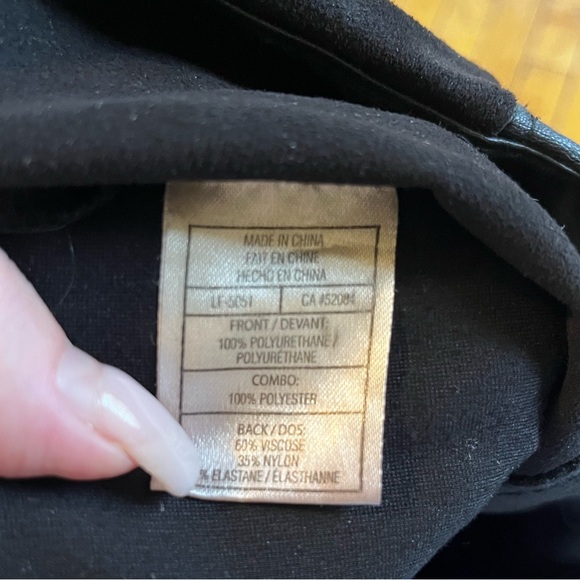 MADE IN CHINA
FAIT EN CHINE
HECHO EN CHINA
LF-5051 CA #52084
FRONT / DEVANT:
100% POLYURETHANE /
POLYURÉTHANE
COMBO:
100% POLYESTER
BACK / DOS:
60% VISCOSE
35% NYLON
% ELASTANE / ÉLASTHANNE